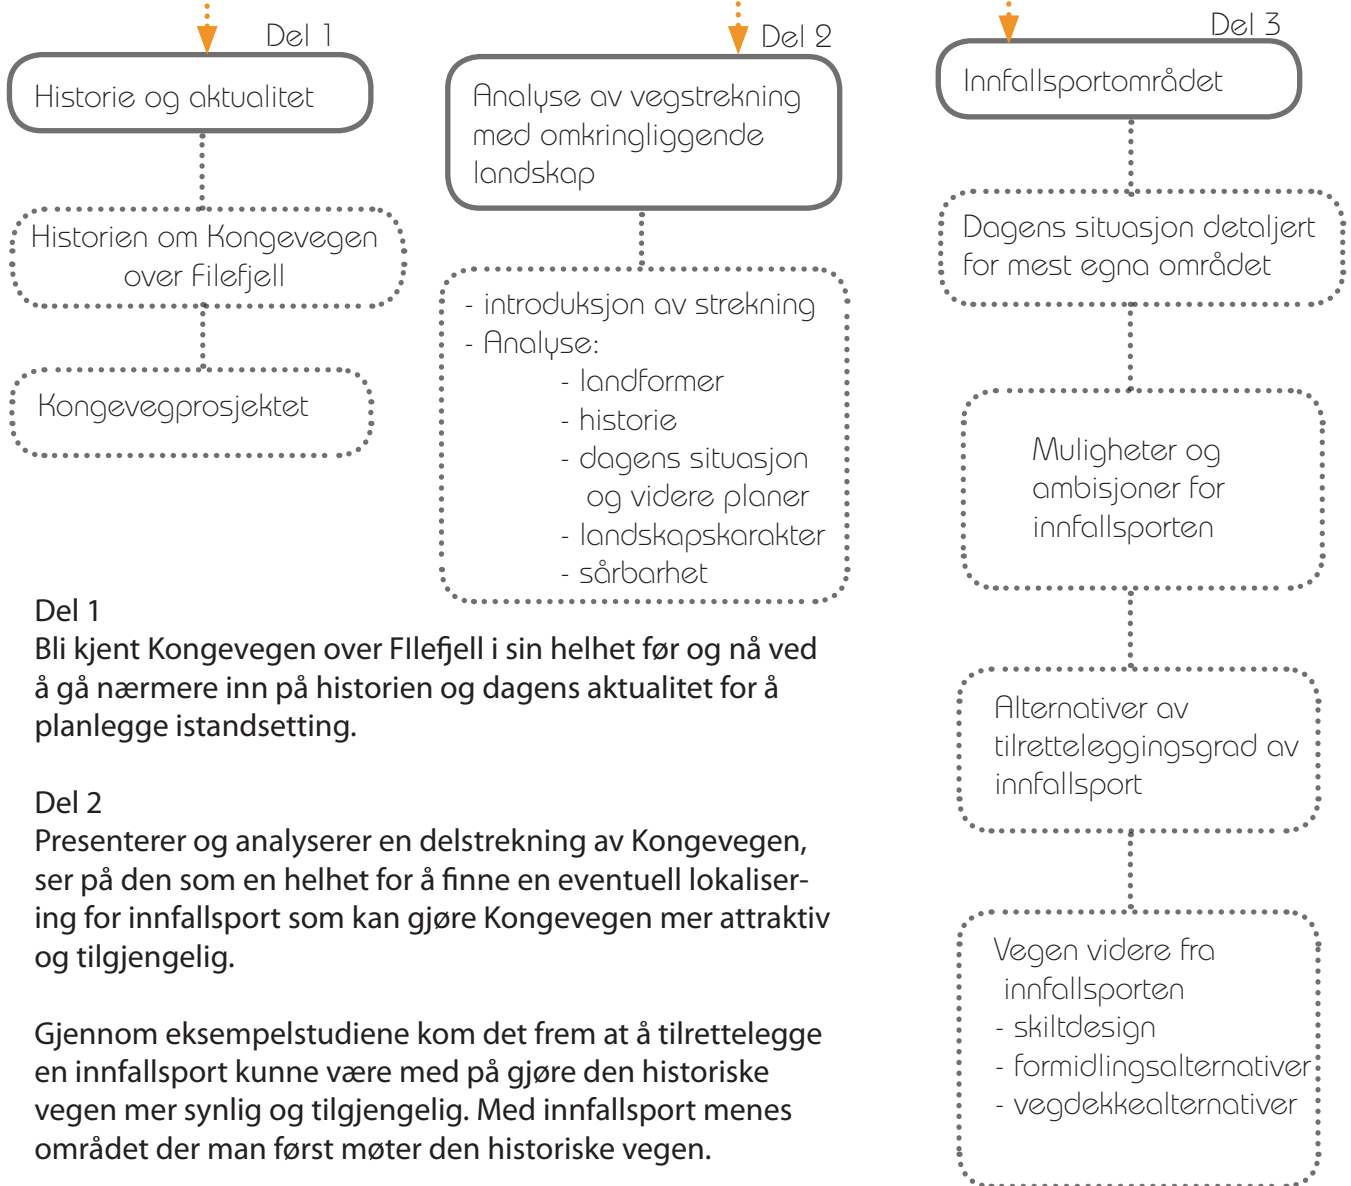 Del 1
Historie og aktualitet
Historien om Kongevegen
over Filefjell
Kongevegprosjektet
Del 2
Analyse av vegstrekning
med omkringliggende
landskap
- introduksjon av strekning
- Analyse:
- landformer
- historie
- dagens situasjon
og videre planer
- landskapskarakter
- sårbarhet
Del 3
Innfallsportområdet
Dagens situasjon detaljert
for mest egna området
Muligheter og
ambisjoner for
innfallsporten
Alternativer av
tilretteleggingsgrad av
innfallsport
Vegen videre fra
innfallsporten
- skiltdesign
- formidlingsalternativer
- vegdekkealternativer
Del 1
Bli kjent Kongevegen over FIlefjell i sin helhet før og nå ved
å gå nærmere inn på historien og dagens aktualitet for å
planlegge istandsetting.
Del 2
Presenterer og analyserer en delstrekning av Kongevegen,
ser på den som en helhet for å finne en eventuell lokaliser-
ing for innfallsport som kan gjøre Kongevegen mer attraktiv
og tilgjengelig.
Gjennom eksempelstudiene kom det frem at å tilrettelegge
en innfallsport kunne være med på gjøre den historiske
vegen mer synlig og tilgjengelig. Med innfallsport menes
området der man først møter den historiske vegen.